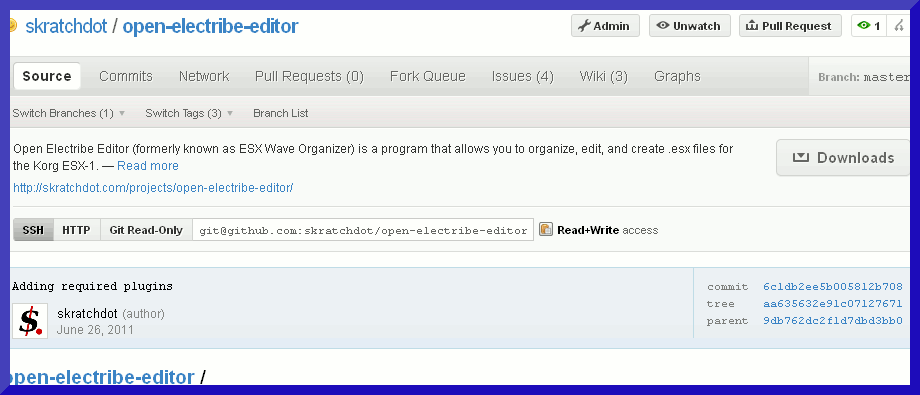 skratchdot / open-electribe-editor
Admin
Unwatch
Pull Request
1
Source
Commits
Network
Pull Requests (0)
Fork Queue
Issues (4)
Wiki (3)
Graphs
Branch: master
Switch Branches (1)
Switch Tags (3)
Branch List
Open Electribe Editor (formerly known as ESX Wave Organizer) is a program that allows you to organize, edit, and create .esx files for
the Korg ESX-1. — Read more
Downloads
http://skratchdot.com/projects/open-electribe-editor/
SSH
HTTP
Git Read-Only
git@github.com:skratchdot/open-electribe-editor
Read+Write access
Adding required plugins
$.
skratchdot (author)
June 26, 2011
commit 6c1db2ee5b005812b708
tree aa635632e91c07127671
parent 9db762dc2f1d7dbd3bb0
open-electribe-editor /